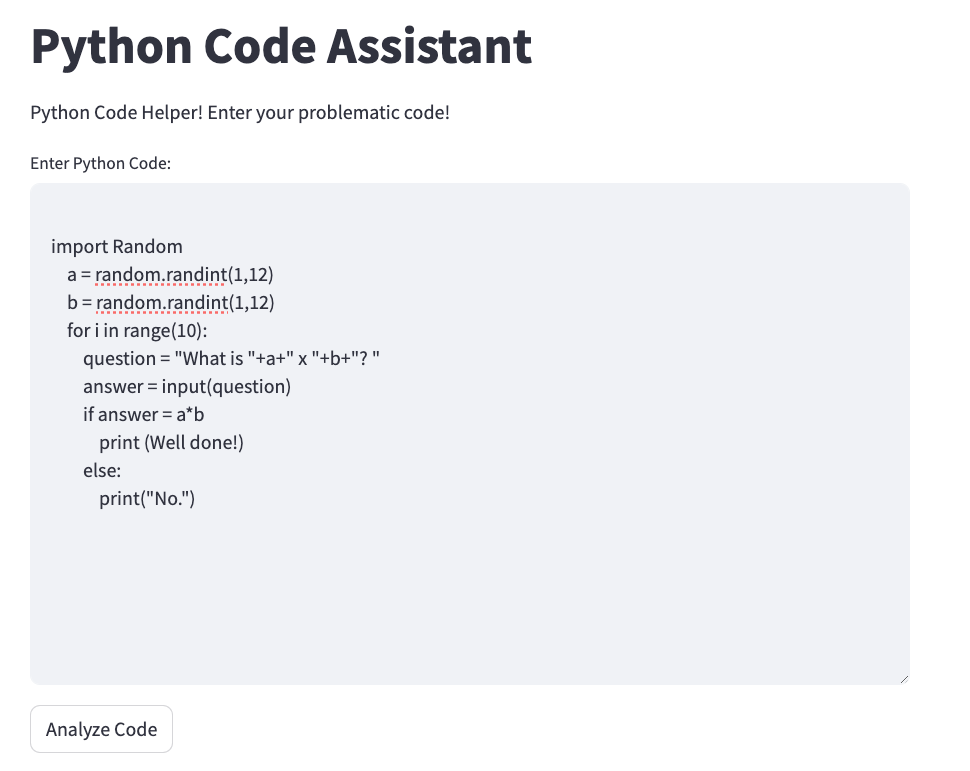 Python Code Assistant
Python Code Helper! Enter your problematic code!
Enter Python Code:
import Random
    a = random.randint(1,12)
    b = random.randint(1,12)
    for i in range(10):
        question = "What is "+a+" x "+b+"? "
        answer = input(question)
        if answer = a*b
            print (Well done!)
        else:
            print("No.")
Analyze Code